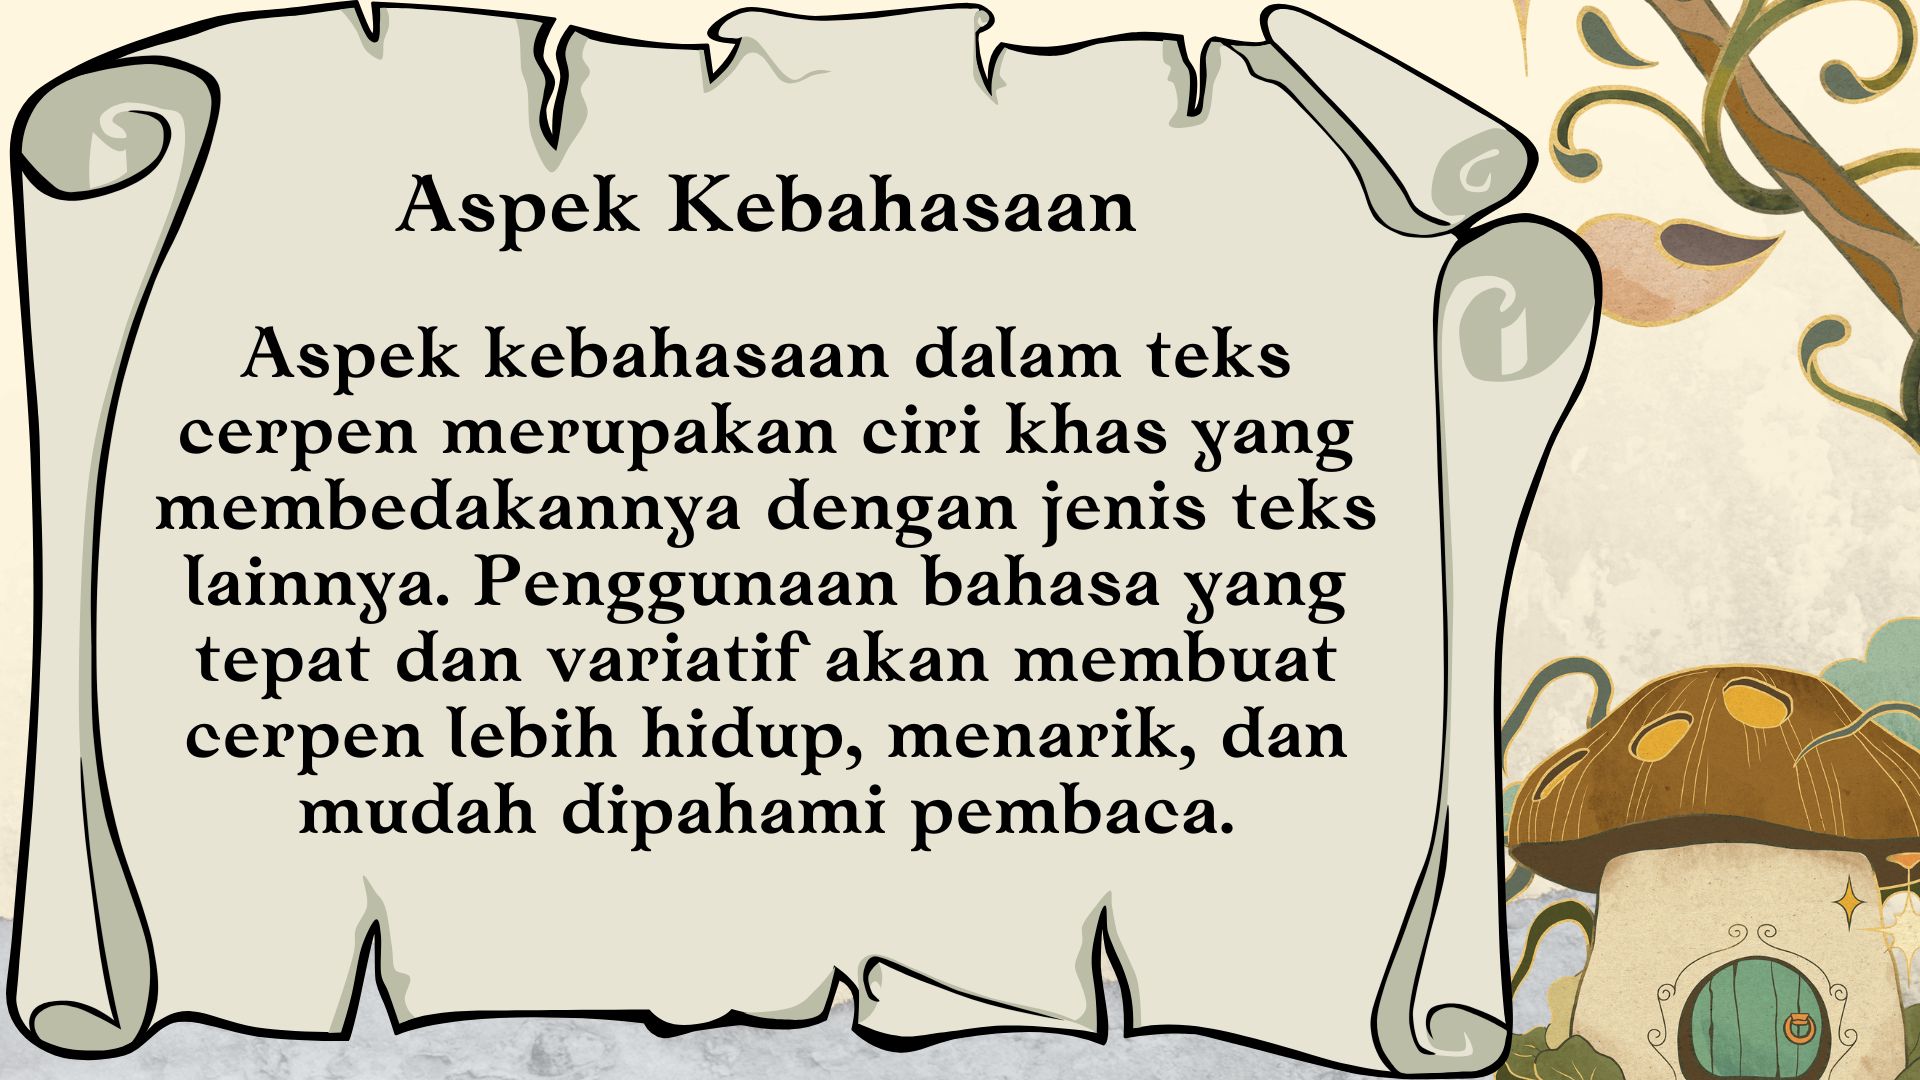 Aspek Kebahasaan
Aspek kebahasaan dalam teks
cerpen merupakan ciri khas yang
membedakannya dengan jenis teks
lainnya. Penggunaan bahasa yang
tepat dan variatif akan membuat
cerpen lebih hidup, menarik, dan
mudah dipahami pembaca.